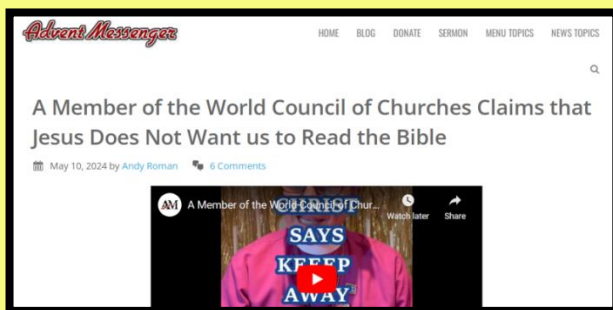 Advent Messenger
HOME BLOG DONATE SERMON MENU TOPICS NEWS TOPICS
A Member of the World Council of Churches Claims that
Jesus Does Not Want us to Read the Bible
May 10, 2024 by Andy Roman 6 Comments
AM A Member of the World Council of Chur...
Watch later Share
CHRIST
SAYS
KEEEP
AWAY